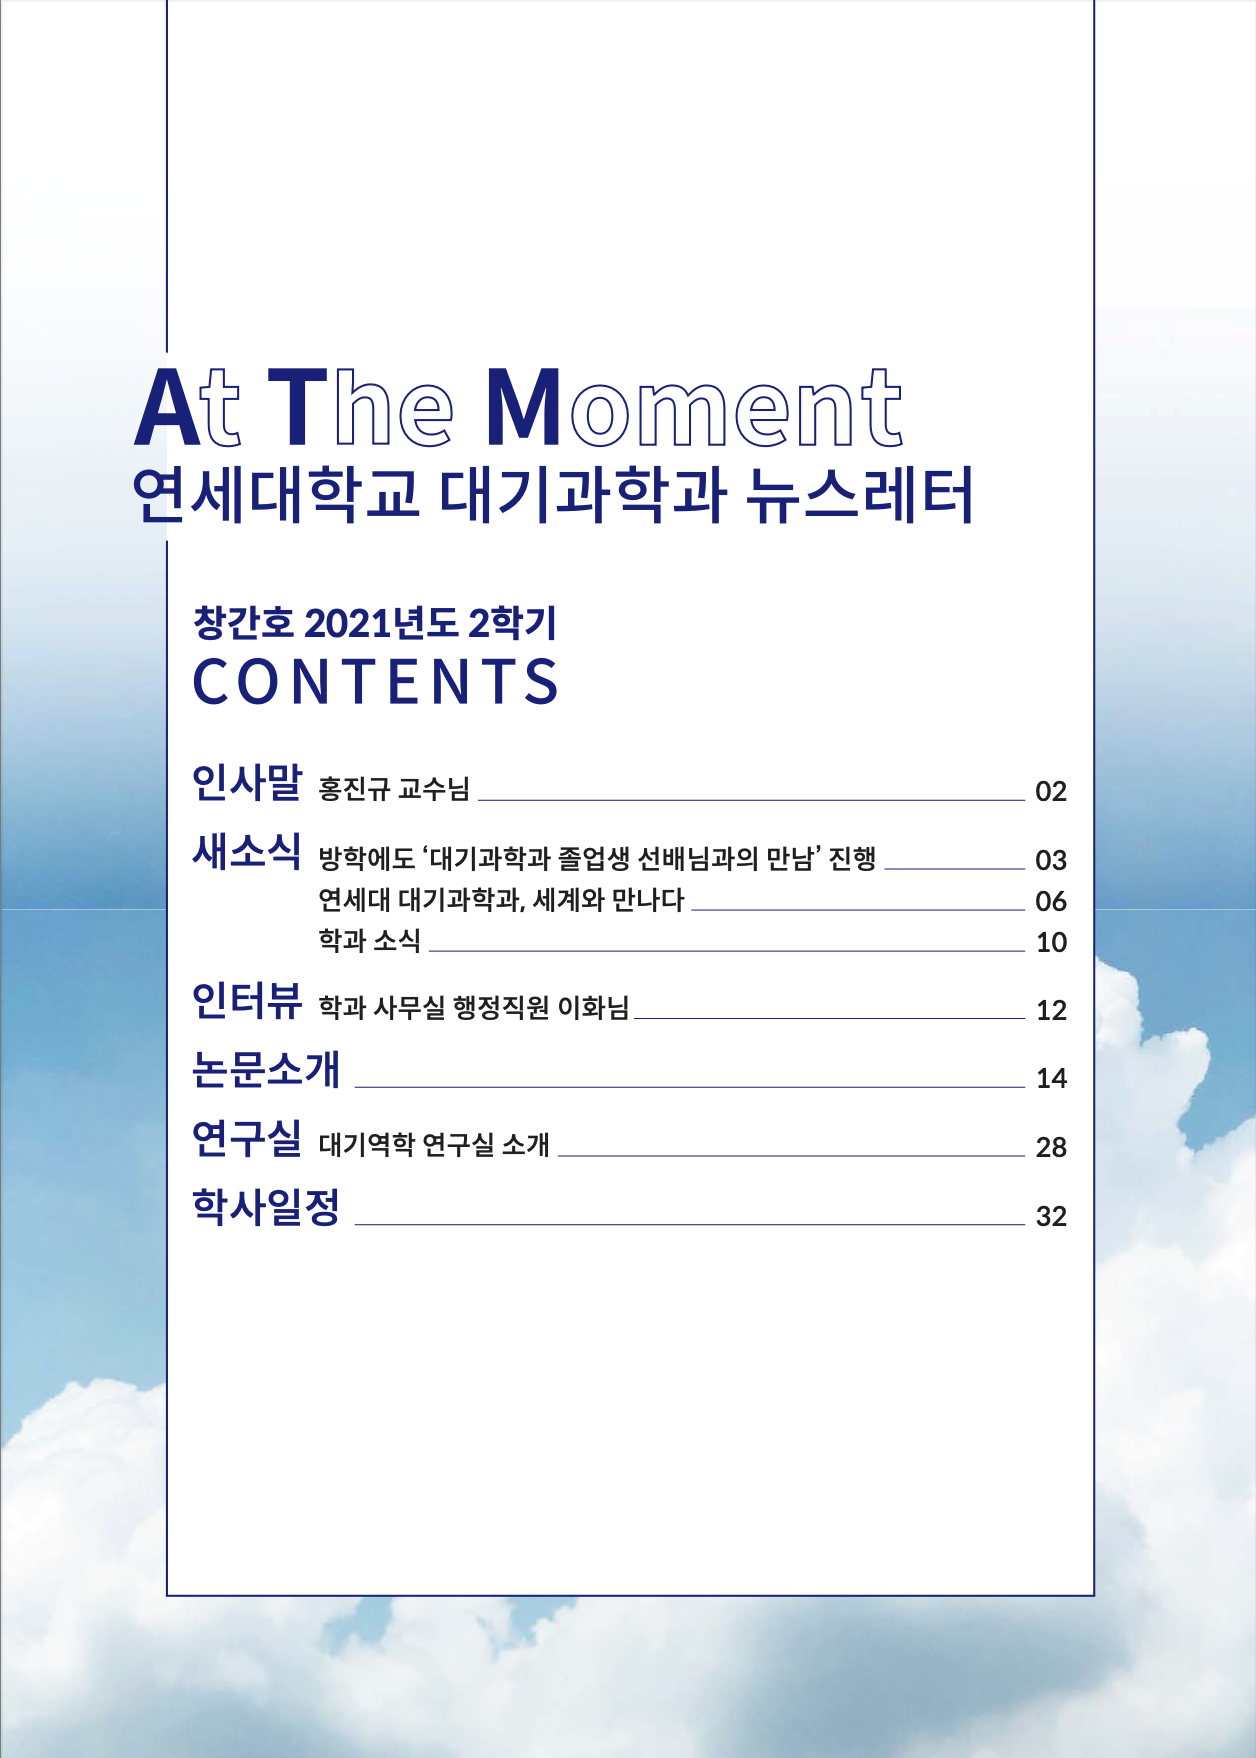 At The Moment
연세대학교 대기과학과 뉴스레터
창간호 2021년도 2학기
CONTENTS
인사말 홍진규 교수님 02
새소식 방학에도 ‘대기과학과 졸업생 선배님과의 만남’ 진행 03
연세대 대기과학과, 세계와 만나다 06
학과 소식 10
인터뷰 학과 사무실 행정직원 이화님 12
논문소개 14
연구실 대기역학 연구실 소개 28
학사일정 32